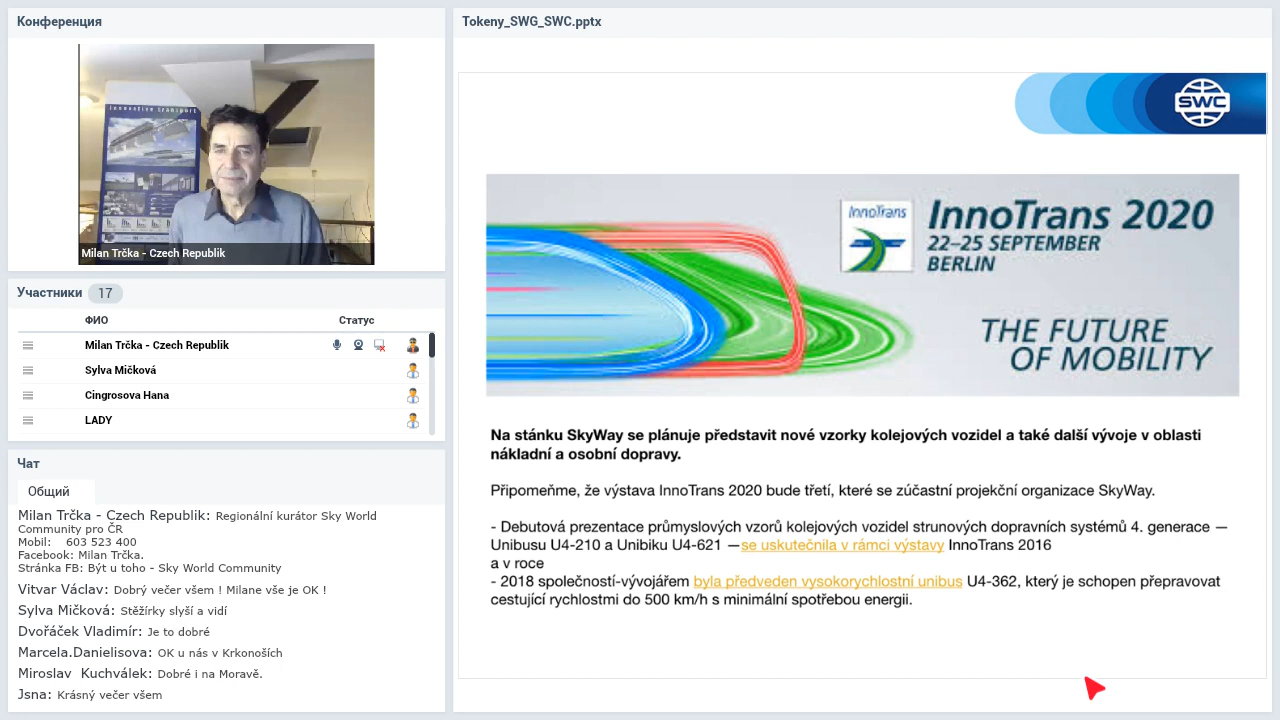 Конференция
innovative transport
Milan Trčka - Czech Republik
Участники 17
ФИО Статус
Milan Trčka - Czech Republik
Sylva Mičková
Cingrosova Hana
LADY
Чат
Общий
Milan Trčka - Czech Republik: Regionální kurátor Sky World
Community pro ČR
Mobil: 603 523 400
Facebook: Milan Trčka.
Stránka FB: Být u toho - Sky World Community
Vitvar Václav: Dobrý večer všem ! Milane vše je OK !
Sylva Mičková: Stěžírky slyší a vidí
Dvořáček Vladimír: Je to dobré
Marcela.Danielisova: OK u nás v Krkonoších
Miroslav Kuchválek: Dobré i na Moravě.
Jsna: Krásný večer všem
Tokeny_SWG_SWC.pptx
SWC
InnoTrans
InnoTrans 2020
22–25 SEPTEMBER
BERLIN
THE FUTURE
OF MOBILITY
Na stánku SkyWay se plánuje představit nové vzorky kolejových vozidel a také další vývoje v oblasti
nákladní a osobní dopravy.
Připomeňme, že výstava InnoTrans 2020 bude třetí, které se zúčastní projekční organizace SkyWay.
- Debutová prezentace průmyslových vzorů kolejových vozidel strunových dopravních systémů 4. generace —
Unibusu U4-210 a Unibiku U4-621 —se uskutečnila v rámci výstavy InnoTrans 2016
a v roce
- 2018 společností-vývojářem byla předveden vysokorychlostní unibus U4-362, který je schopen přepravovat
cestující rychlostmi do 500 km/h s minimální spotřebou energii.